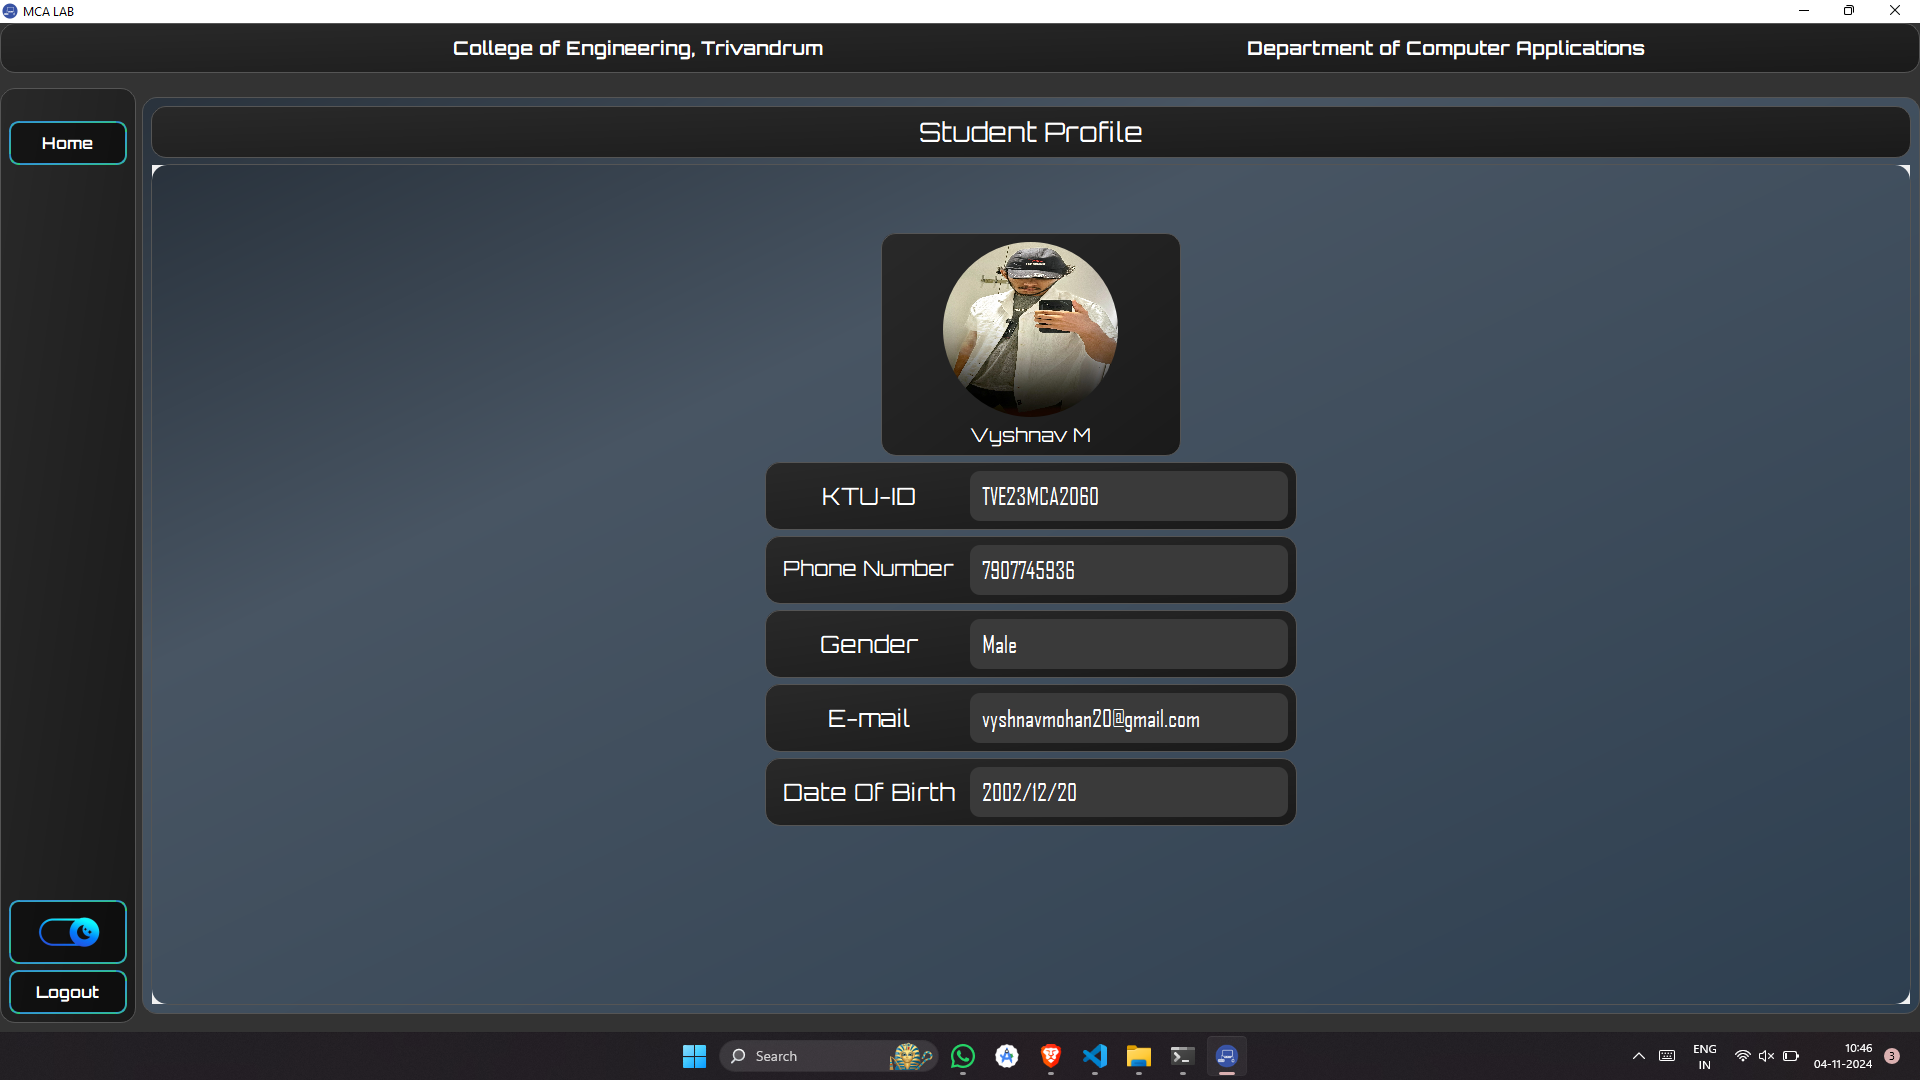 MCA LAB
College of Engineering, Trivandrum
Department of Computer Applications
Home
Student Profile
Vyshnav M
KTU-ID
TVE23MCA2060
Phone Number
7907745936
Gender
Male
E-mail
vyshnavmohan20@gmail.com
Date Of Birth
2002/12/20
Logout
Search
ENG
IN
10:46
04-11-2024
3